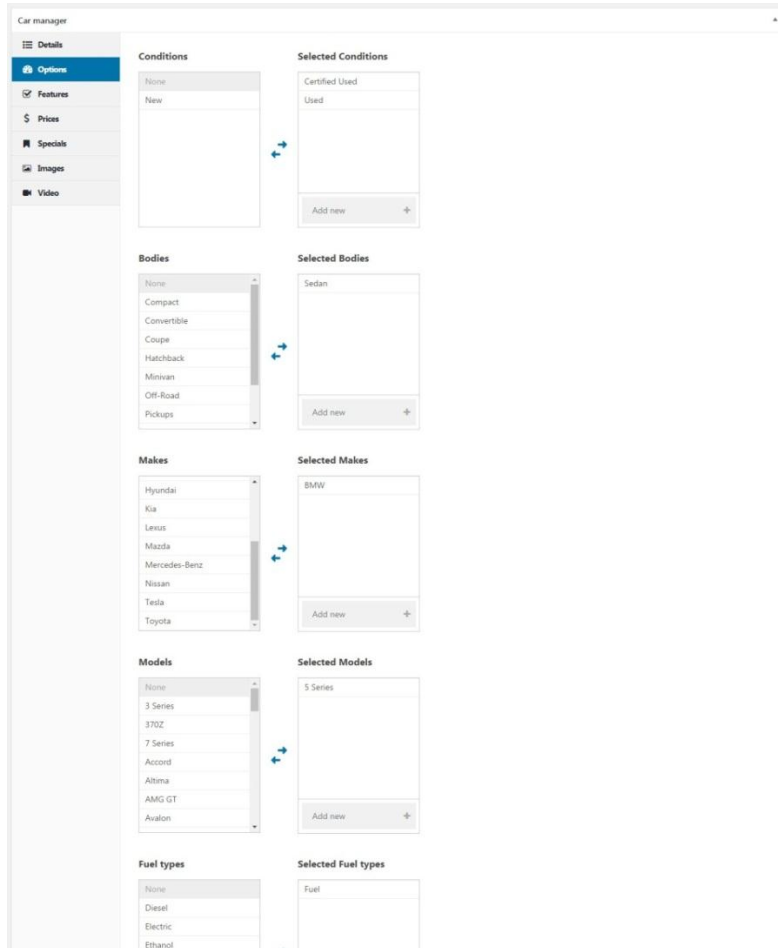 Car manager
Details
Options
Features
Prices
Specials
Images
Video
Conditions
None
New
Selected Conditions
Certified Used
Used
Add new +
Bodies
None
Compact
Convertible
Coupe
Hatchback
Minivan
Off-Road
Pickups
Selected Bodies
Sedan
Add new +
Makes
Hyundai
Kia
Lexus
Mazda
Mercedes-Benz
Nissan
Tesla
Toyota
Selected Makes
BMW
Add new +
Models
None
3 Series
370Z
7 Series
Accord
Altima
AMG GT
Avalon
Selected Models
5 Series
Add new +
Fuel types
None
Diesel
Electric
Ethanol
Selected Fuel types
Fuel